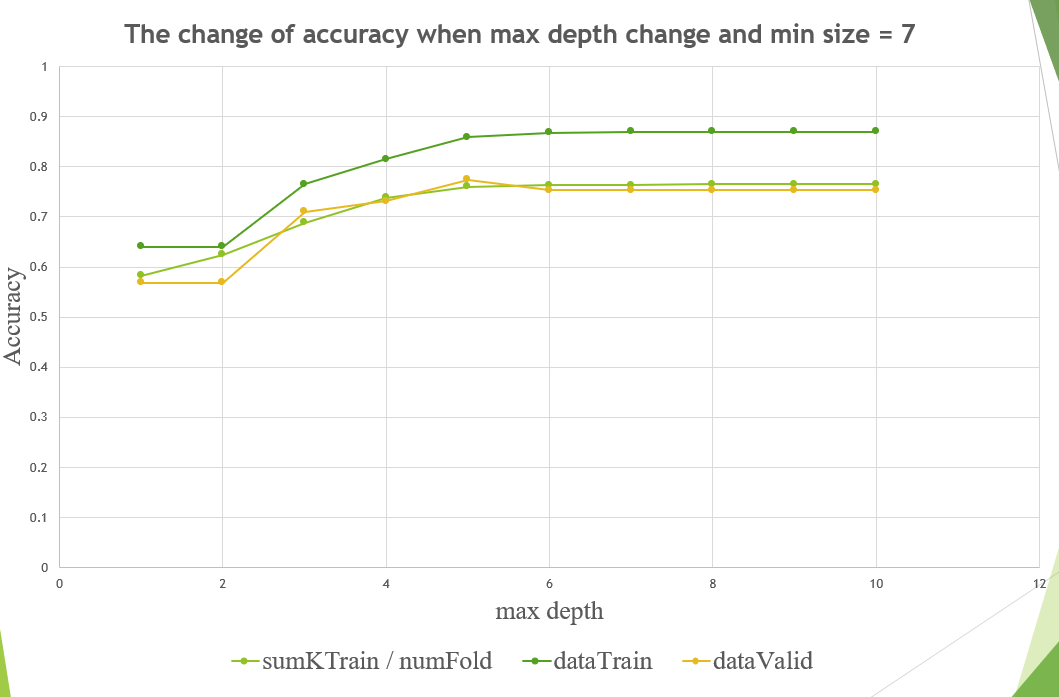 The change of accuracy when max depth change and min size = 7
1
0.9
0.8
0.7
0.6
0.5
0.4
0.3
0.2
0.1
0
Accuracy
0 2 4 6 8 10 12
max depth
sumKTrain / numFold dataTrain dataValid